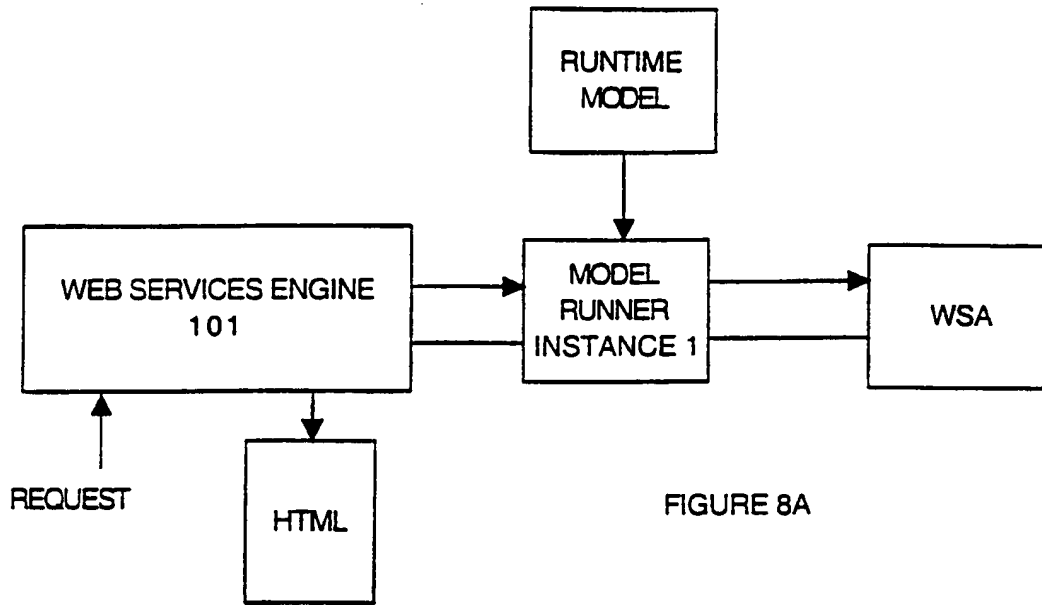 RUNTIME
MODEL
WEB SERVICES ENGINE
101
MODEL
RUNNER
INSTANCE 1
WSA
REQUEST
HTML
FIGURE 8A